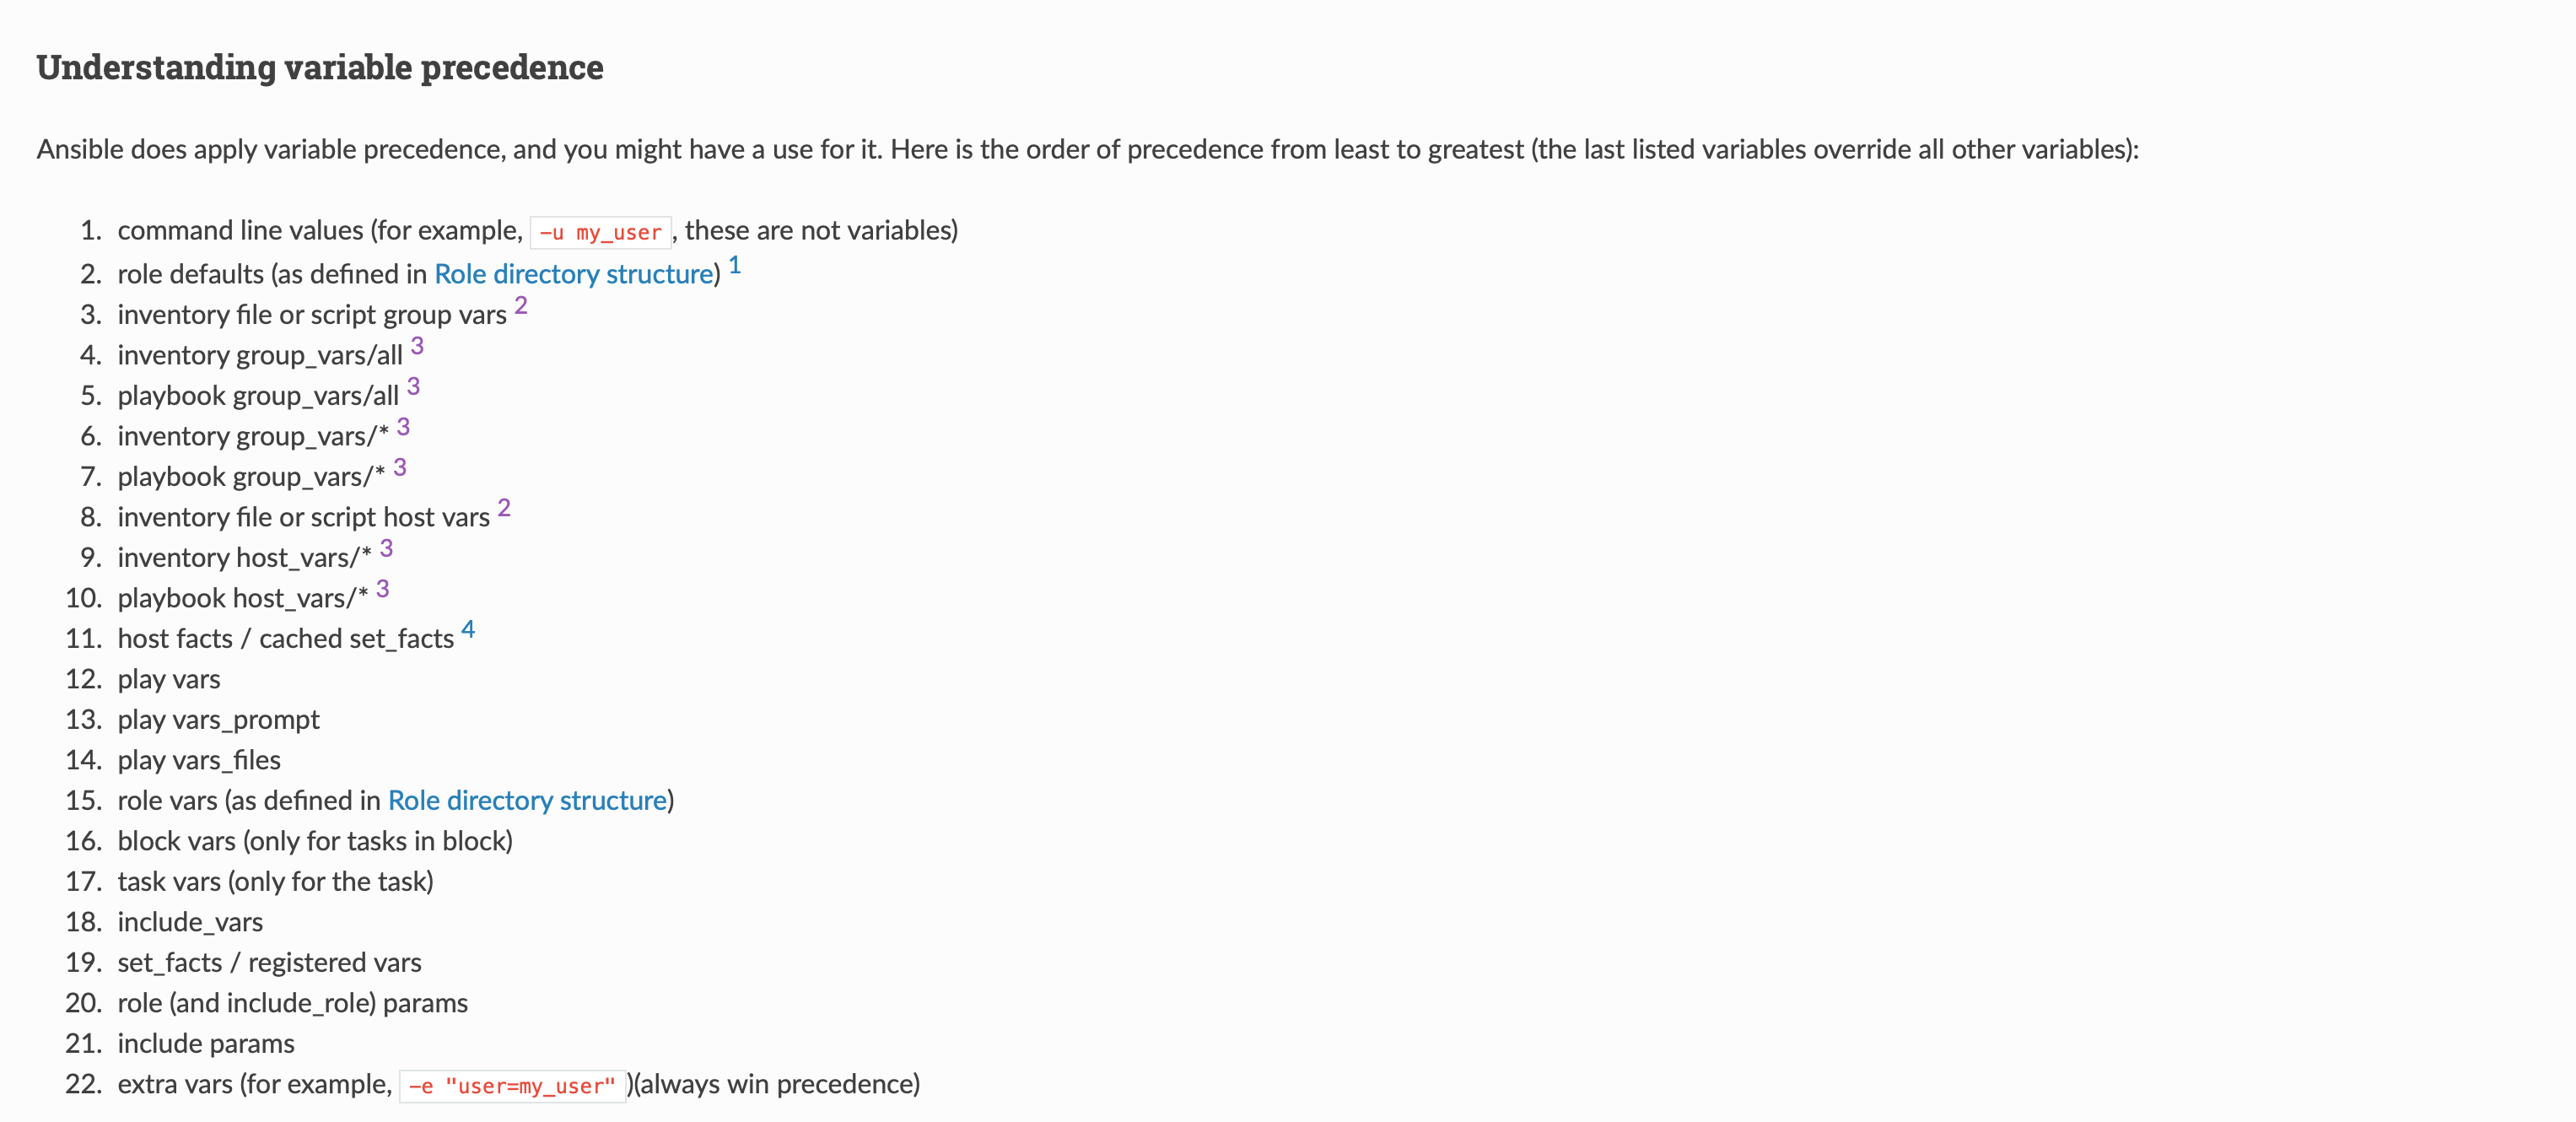 Understanding variable precedence
Ansible does apply variable precedence, and you might have a use for it. Here is the order of precedence from least to greatest (the last listed variables override all other variables):
1. command line values (for example, -u my_user, these are not variables)
2. role defaults (as defined in Role directory structure) 1
3. inventory file or script group vars 2
4. inventory group_vars/all 3
5. playbook group_vars/all 3
6. inventory group_vars/* 3
7. playbook group_vars/* 3
8. inventory file or script host vars 2
9. inventory host_vars/* 3
10. playbook host_vars/* 3
11. host facts / cached set_facts 4
12. play vars
13. play vars_prompt
14. play vars_files
15. role vars (as defined in Role directory structure)
16. block vars (only for tasks in block)
17. task vars (only for the task)
18. include_vars
19. set_facts / registered vars
20. role (and include_role) params
21. include params
22. extra vars (for example, -e "user=my_user")(always win precedence)